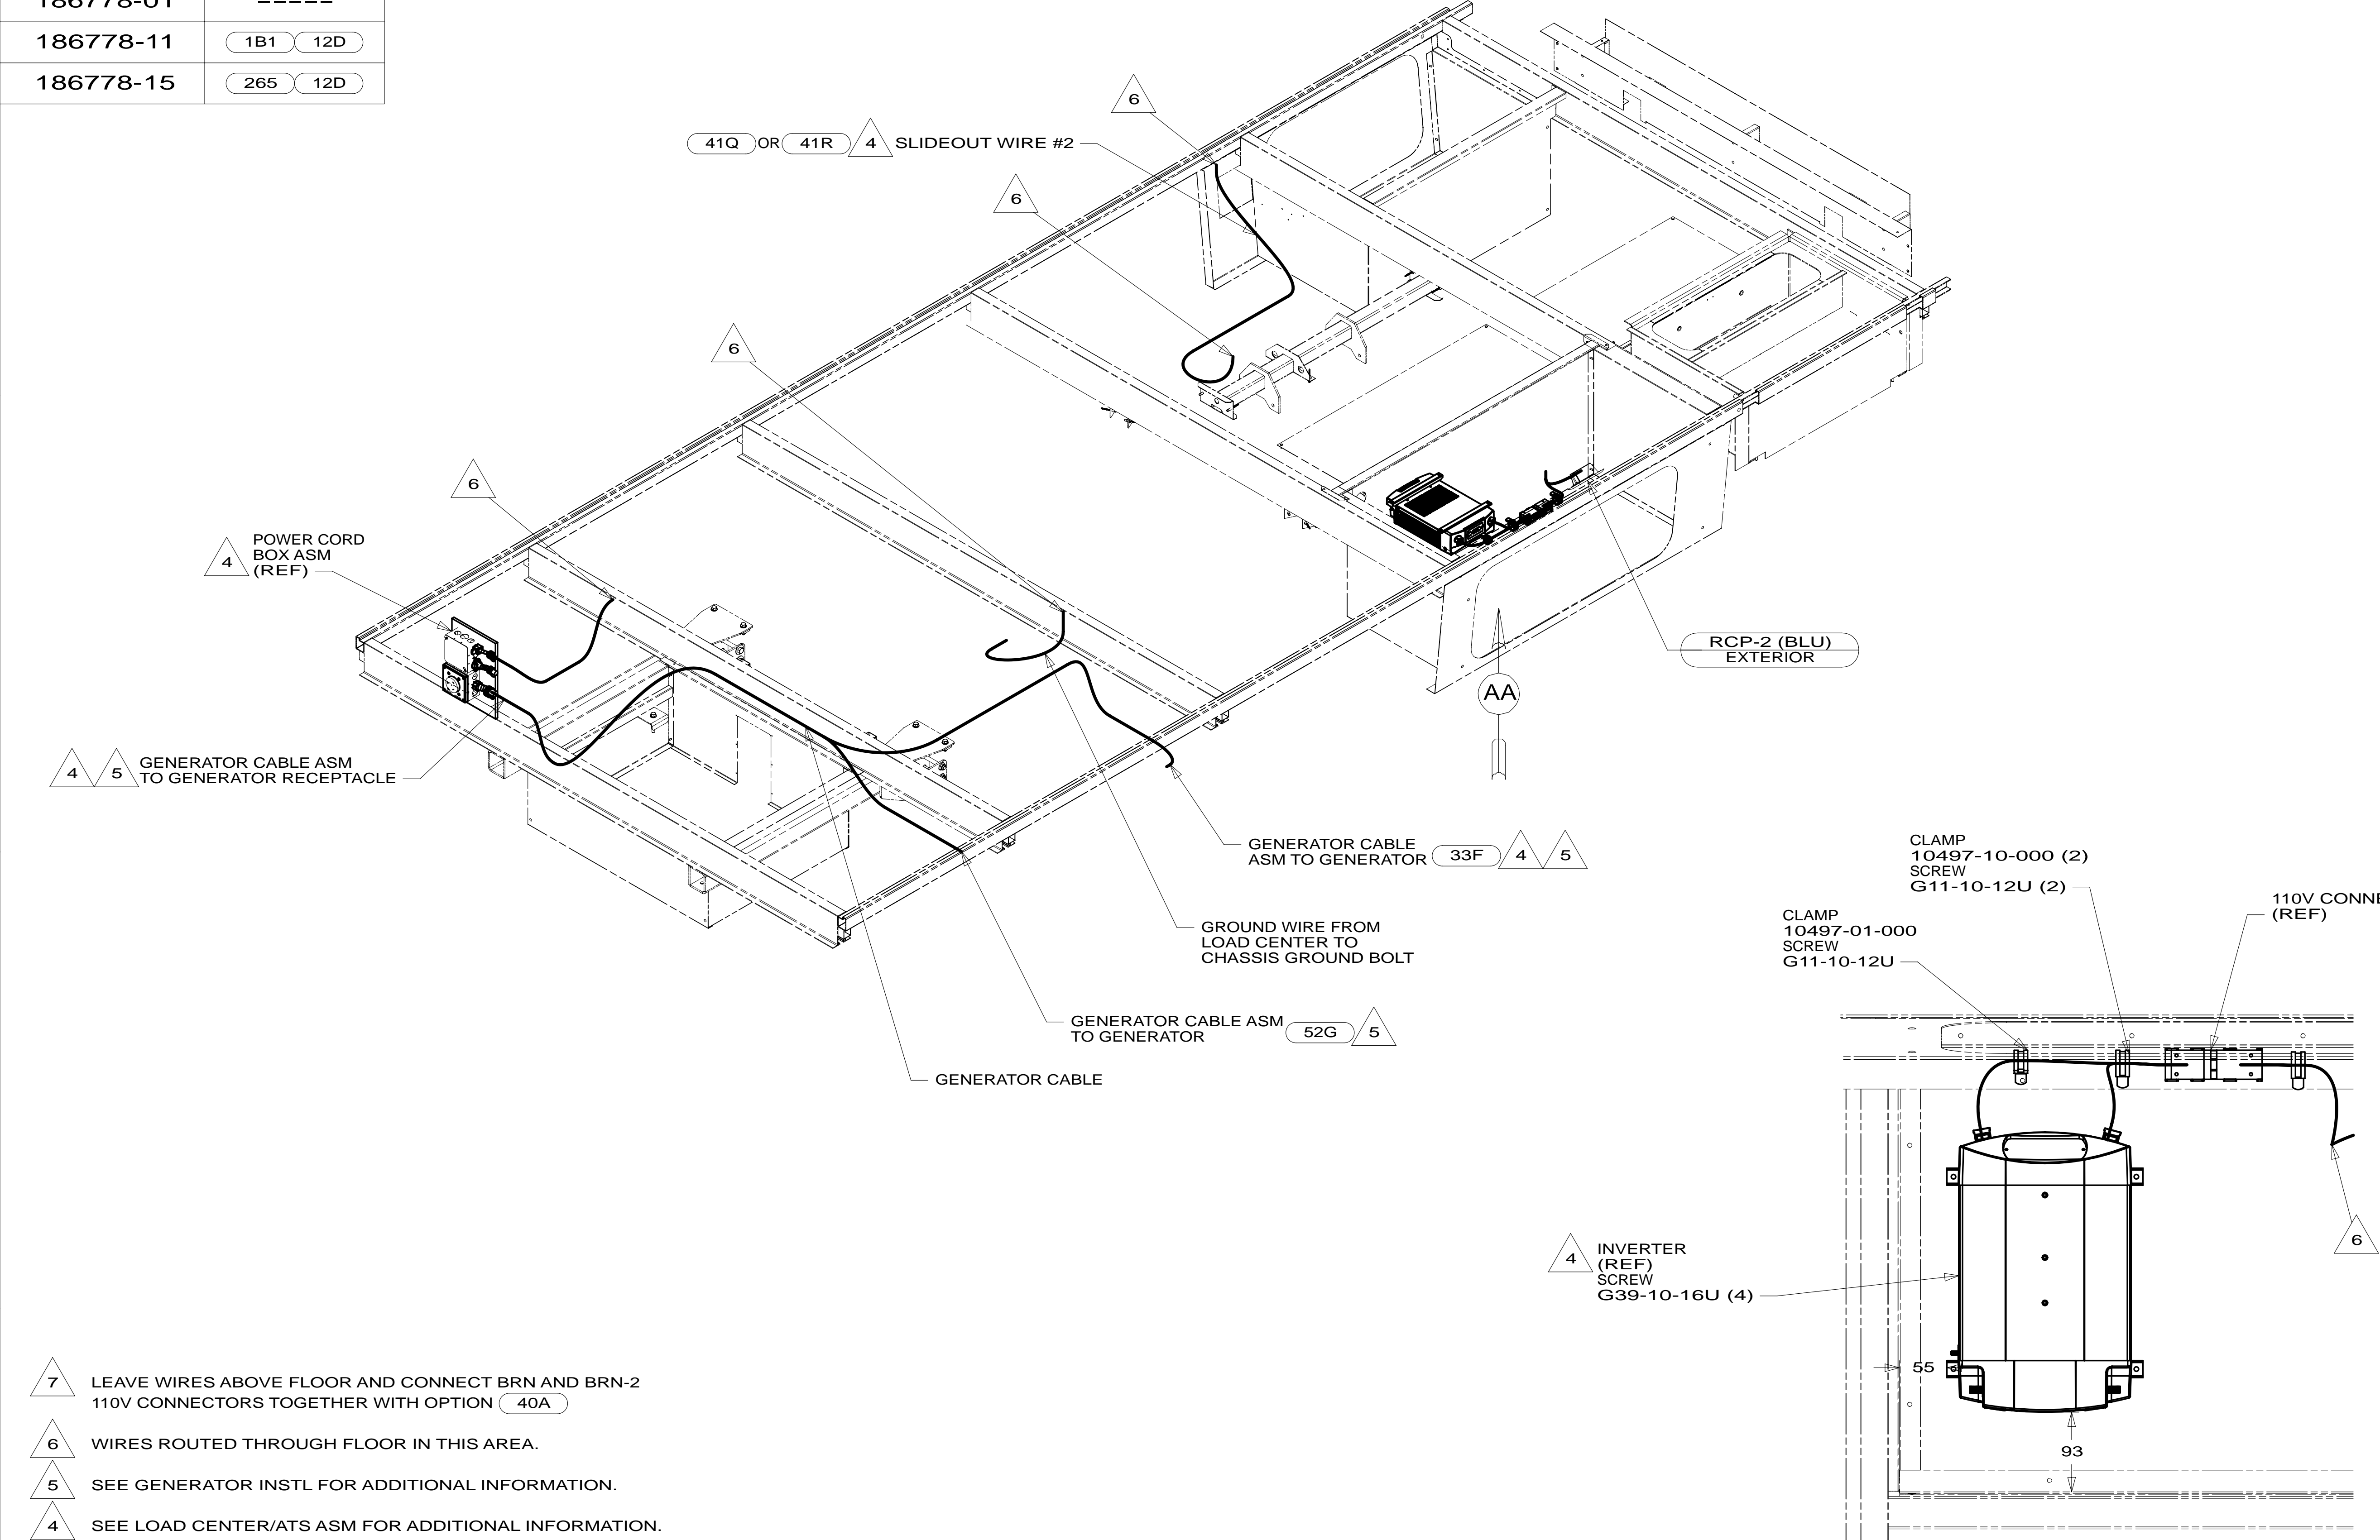 186778-01 -----
186778-11 1B1 12D
186778-15 265 12D
6
41Q OR 41R 4 SLIDEOUT WIRE #2
6
6
6
POWER CORD
BOX ASM
(REF)
4
RCP-2 (BLU)
EXTERIOR
AA
4 5 GENERATOR CABLE ASM
TO GENERATOR RECEPTACLE
GENERATOR CABLE
ASM TO GENERATOR 33F 4 5
GROUND WIRE FROM
LOAD CENTER TO
CHASSIS GROUND BOLT
GENERATOR CABLE ASM
TO GENERATOR 52G 5
GENERATOR CABLE
CLAMP
10497-10-000 (2)
SCREW
G11-10-12U (2)
110V CONNE
(REF)
CLAMP
10497-01-000
SCREW
G11-10-12U
6
4 INVERTER
(REF)
SCREW
G39-10-16U (4)
55
93
7 LEAVE WIRES ABOVE FLOOR AND CONNECT BRN AND BRN-2
110V CONNECTORS TOGETHER WITH OPTION 40A
6 WIRES ROUTED THROUGH FLOOR IN THIS AREA.
5 SEE GENERATOR INSTL FOR ADDITIONAL INFORMATION.
4 SEE LOAD CENTER/ATS ASM FOR ADDITIONAL INFORMATION.